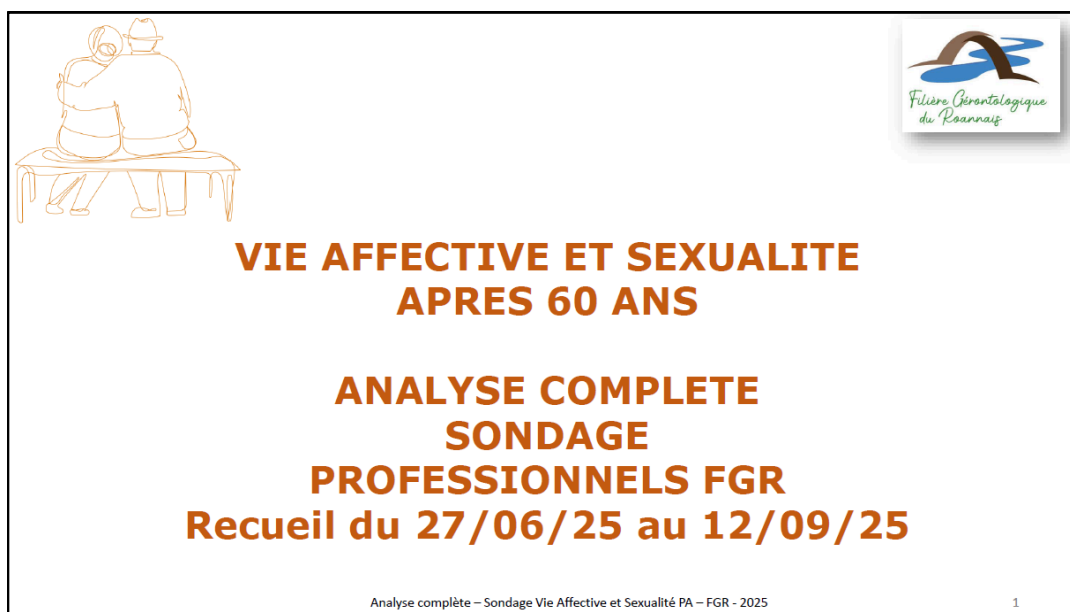 Filière Gérontologique
du Roannais
VIE AFFECTIVE ET SEXUALITE
APRES 60 ANS
ANALYSE COMPLETE
SONDAGE
PROFESSIONNELS FGR
Recueil du 27/06/25 au 12/09/25
Analyse complète – Sondage Vie Affective et Sexualité PA – FGR - 2025
1